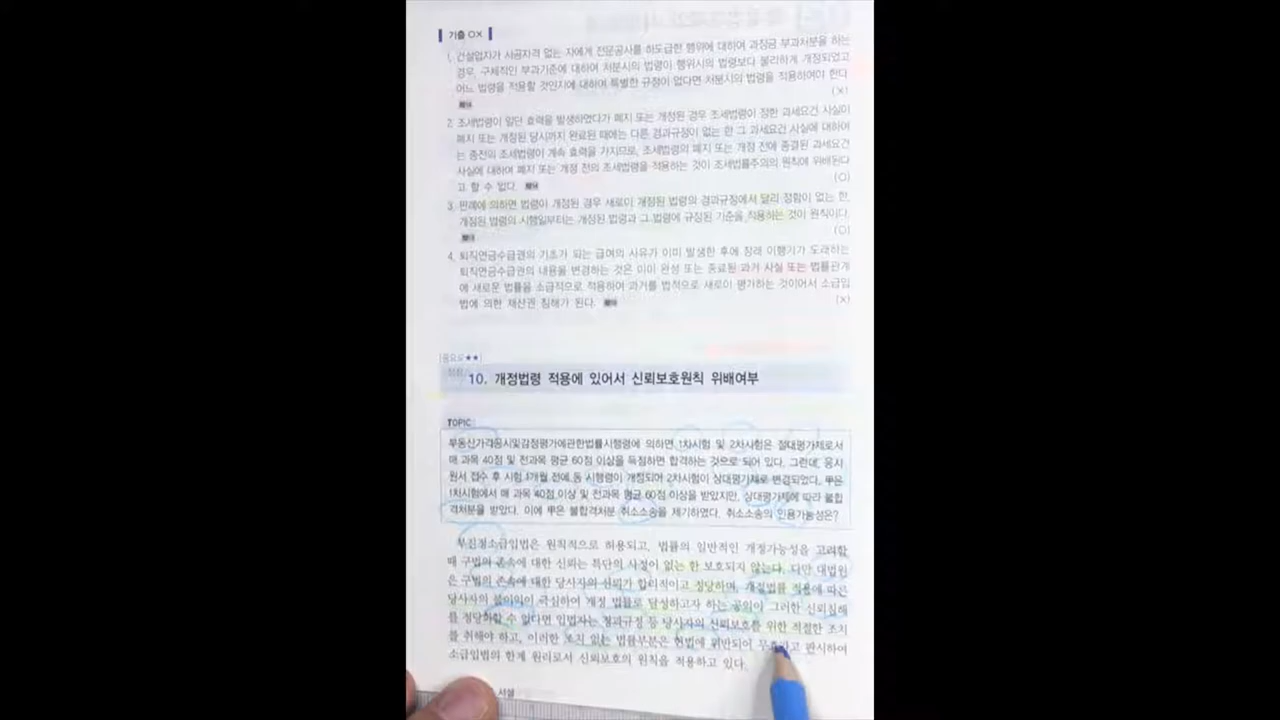 기출 OX
1. 건설업자가 시공자격 없는 자에게 전문공사를 하도급한 행위에 대하여 과징금 부과처분을 하는
경우, 구체적인 부과기준에 대하여 처분시의 법령이 행위시의 법령보다 불리하게 개정되었고
어느 법령을 적용할 것인지에 대하여 특별한 규정이 없다면 처분시의 법령을 적용하여야 한다.
(X)
2. 조세법령이 일단 효력을 발생하였다가 폐지 또는 개정된 경우 조세법령이 정한 과세요건 사실이
폐지 또는 개정된 당시까지 완료된 때에는 다른 경과규정이 없는 한 그 과세요건 사실에 대하여
는 종전의 조세법령이 계속 효력을 가지므로, 조세법령의 폐지 또는 개정 전에 종결된 과세요건
사실에 대하여 폐지 또는 개정 전의 조세법령을 적용하는 것이 조세법률주의의 원칙에 위배된다
(O)
고 할 수 없다.
3. 판례에 의하면 법령이 개정된 경우 새로이 개정된 법령의 경과규정에서 달리 정함이 없는 한,
개정된 법령의 시행일부터는 개정된 법령과 그 법령에 규정된 기준을 적용하는 것이 원칙이다.
(O)
4. 퇴직연금수급권의 기초가 되는 급여의 사유가 이미 발생한 후에 장래 이행기가 도래하는
퇴직연금수급권의 내용을 변경하는 것은 이미 완성 또는 종료된 과거 사실 또는 법률관계
에 새로운 법률을 소급적으로 적용하여 과거를 법적으로 새로이 평가하는 것이어서 소급입
법에 의한 재산권 침해가 된다. (X)
[중요도★★]
쟁점
10. 개정법령 적용에 있어서 신뢰보호원칙 위배여부
TOPIC
부동산가격공시및감정평가에관한법률시행령에 의하면 1차시험 및 2차시험은 절대평가제로서
매 과목 40점 및 전과목 평균 60점 이상을 득점하면 합격하는 것으로 되어 있다. 그런데, 응시
원서 접수 후 시험 1개월 전에 동 시행령이 개정되어 2차시험이 상대평가제로 변경되었다. 甲은
1차시험에서 매 과목 40점 이상 및 전과목 평균 60점 이상을 받았지만, 상대평가제에 따라 불합
격처분을 받았다. 이에 甲은 불합격처분 취소소송을 제기하였다. 취소소송의 인용가능성은?
부진정소급입법은 원칙적으로 허용되고, 법률의 일반적인 개정가능성을 고려할
때 구법의 존속에 대한 신뢰는 특단의 사정이 없는 한 보호되지 않는다. 다만 대법원
은 구법의 존속에 대한 당사자의 신뢰가 합리적이고 정당하며, 개정법률 적용에 따른
당사자의 불이익이 극심하여 개정 법률로 달성하고자 하는 공익이 그러한 신뢰침해
를 정당화할 수 없다면 입법자는 경과규정 등 당사자의 신뢰보호를 위한 적절한 조치
를 취해야 하고, 이러한 조치 없는 법률부분은 헌법에 위반되어 무효라고 판시하여
소급입법의 한계 원리로서 신뢰보호의 원칙을 적용하고 있다.
서설